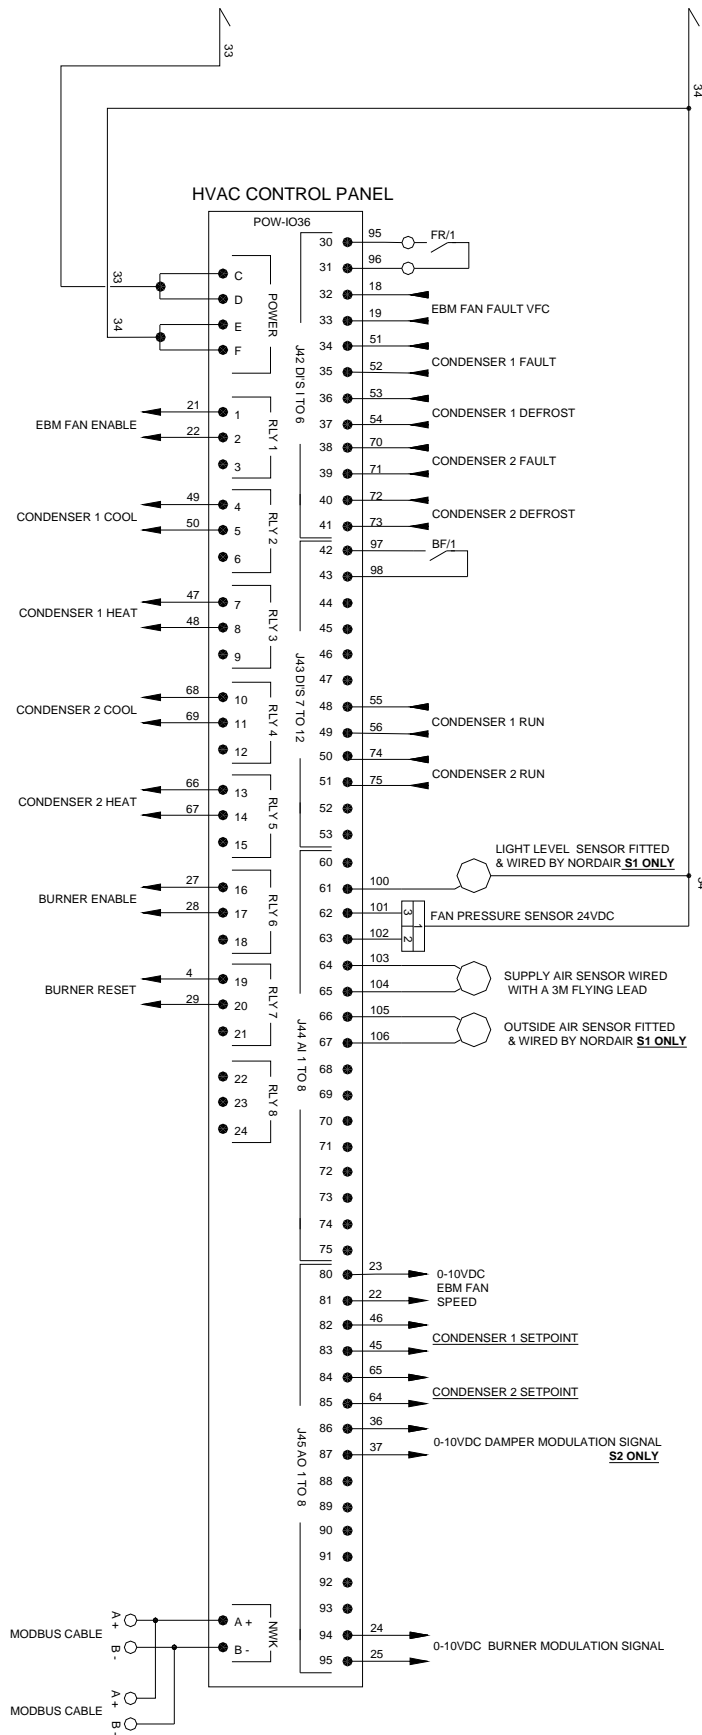 33
34
HVAC CONTROL PANEL
POW-IO36
33
34
C
D
E
F
POWER
21
22
EBM FAN ENABLE
1
2
3
RLY 1
49
50
CONDENSER 1 COOL
4
5
6
RLY 2
47
48
CONDENSER 1 HEAT
7
8
9
RLY 3
68
69
CONDENSER 2 COOL
10
11
12
RLY 4
66
67
CONDENSER 2 HEAT
13
14
15
RLY 5
27
28
BURNER ENABLE
16
17
18
RLY 6
4
29
BURNER RESET
19
20
21
RLY 7
22
23
24
RLY 8
A +
B -
NWK
MODBUS CABLE
A +
B -
MODBUS CABLE
A +
B -
J42 DI'S 1 TO 6
30 95
FR/1
31 96
32 18
33 19
EBM FAN FAULT VFC
34 51
35 52
CONDENSER 1 FAULT
36 53
37 54
CONDENSER 1 DEFROST
38 70
39 71
CONDENSER 2 FAULT
40 72
41 73
CONDENSER 2 DEFROST
J43 DI'S 7 TO 12
42 97
BF/1
43 98
44
45
46
47
48 55
49 56
CONDENSER 1 RUN
50 74
51 75
CONDENSER 2 RUN
52
53
J44 AI 1 TO 8
60
61 100
LIGHT LEVEL SENSOR FITTED
& WIRED BY NORDAIR S1 ONLY
34
62 101
63 102
3
2
1
FAN PRESSURE SENSOR 24VDC
64 103
65 104
SUPPLY AIR SENSOR WIRED
WITH A 3M FLYING LEAD
66 105
67 106
OUTSIDE AIR SENSOR FITTED
& WIRED BY NORDAIR S1 ONLY
68
69
70
71
72
73
74
75
J45 AO 1 TO 8
80 23
81 22
0-10VDC
EBM FAN
SPEED
82 46
83 45
CONDENSER 1 SETPOINT
84 65
85 64
CONDENSER 2 SETPOINT
86 36
87 37
0-10VDC DAMPER MODULATION SIGNAL
S2 ONLY
88
89
90
91
92
93
94 24
95 25
0-10VDC BURNER MODULATION SIGNAL